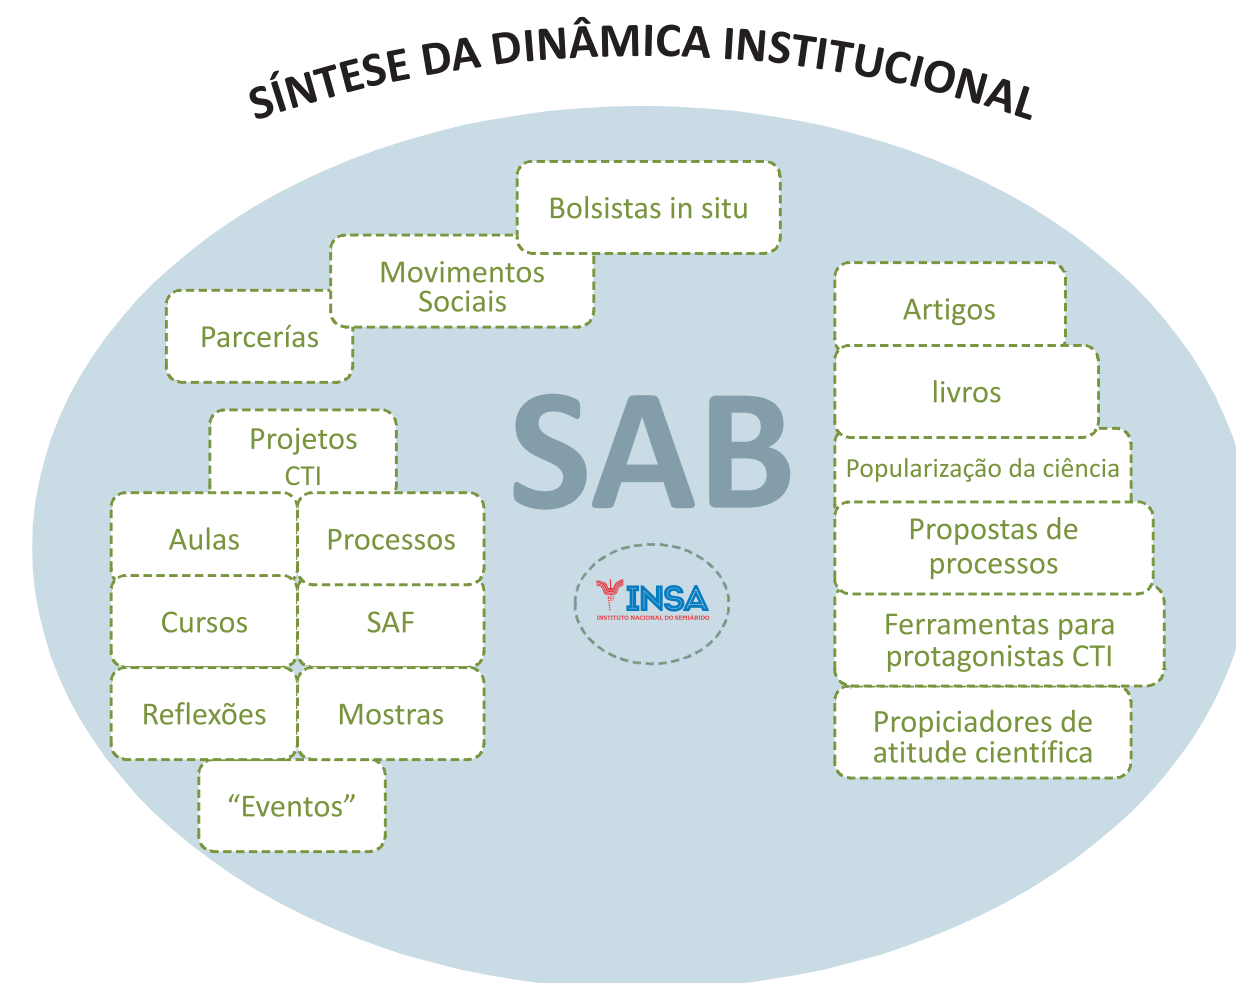 SÍNTESE DA DINÂMICA INSTITUCIONAL
Bolsistas in situ
Movimentos
Sociais
Parcerías
Projetos
CTI
Aulas
Processos
Cursos
SAF
Reflexões
Mostras
“Eventos”
SAB
INSA
INSTITUTO NACIONAL DO SEMIÁRIDO
Artigos
livros
Popularização da ciência
Propostas de
processos
Ferramentas para
protagonistas CTI
Propiciadores de
atitude científica